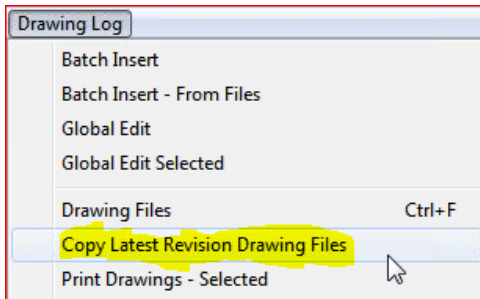 Drawing Log
Batch Insert
Batch Insert - From Files
Global Edit
Global Edit Selected
Drawing Files Ctrl+F
Copy Latest Revision Drawing Files
Print Drawings - Selected